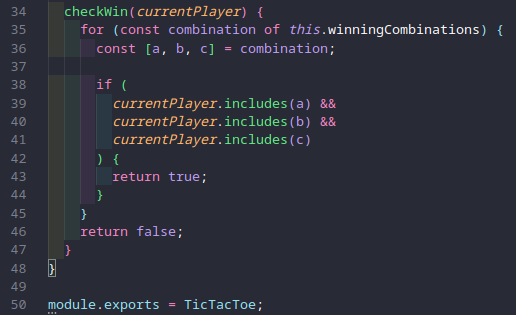 34 checkWin(currentPlayer) {
35 for (const combination of this.winningCombinations) {
36 const [a, b, c] = combination;
37
38 if (
39 currentPlayer.includes(a) &&
40 currentPlayer.includes(b) &&
41 currentPlayer.includes(c)
42 ) {
43 return true;
44 }
45 }
46 return false;
47 }
48 }
49
50 module.exports = TicTacToe;